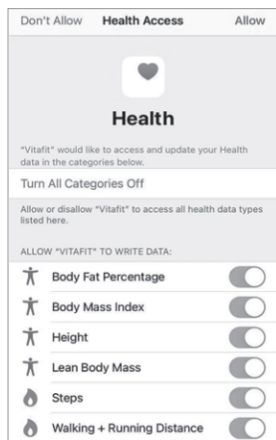 Don't Allow Health Access Allow
Health
"Vitafit" would like to access and update your Health
data in the categories below.
Turn All Categories Off
Allow or disallow "Vitafit" to access all health data types
listed here.
ALLOW "VITAFIT" TO WRITE DATA:
Body Fat Percentage
Body Mass Index
Height
Lean Body Mass
Steps
Walking + Running Distance